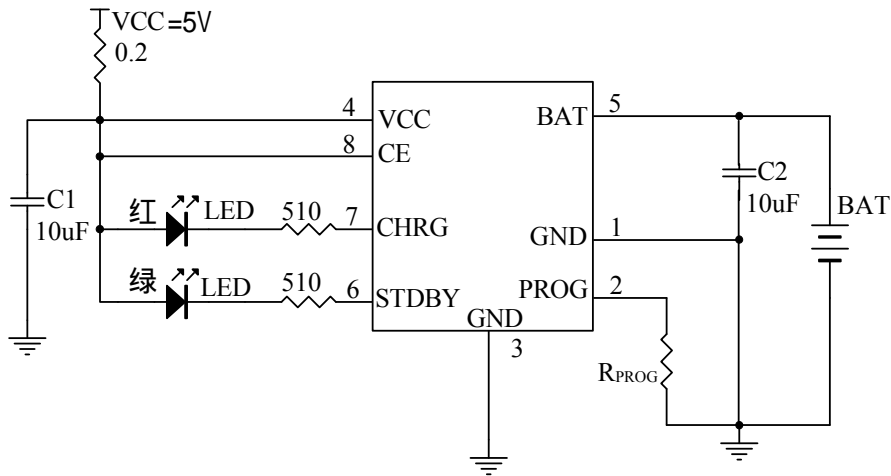 VCC=5V
0.2
4
VCC
8
CE
C1
10uF
红
LED
510
7
CHRG
绿
LED
510
6
STDBY
GND
3
BAT
5
GND
1
PROG
2
C2
10uF
BAT
RPROG